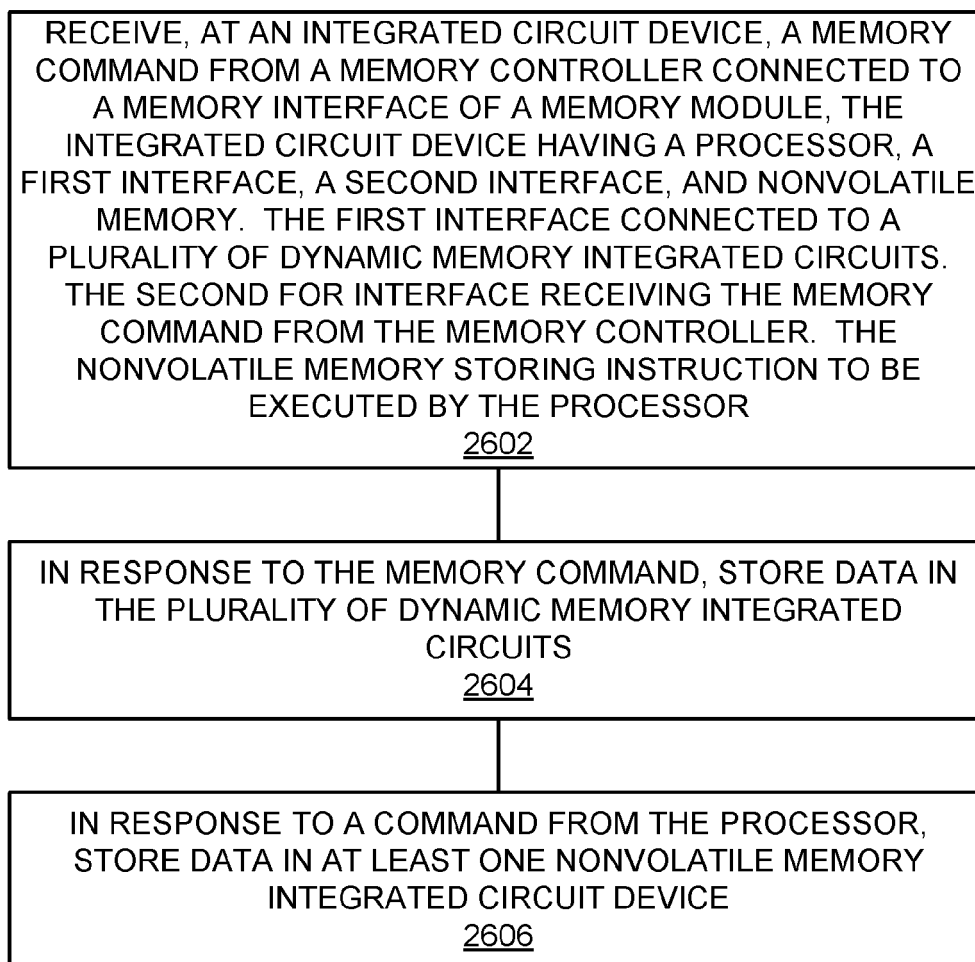 RECEIVE, AT AN INTEGRATED CIRCUIT DEVICE, A MEMORY
COMMAND FROM A MEMORY CONTROLLER CONNECTED TO
A MEMORY INTERFACE OF A MEMORY MODULE, THE
INTEGRATED CIRCUIT DEVICE HAVING A PROCESSOR, A
FIRST INTERFACE, A SECOND INTERFACE, AND NONVOLATILE
MEMORY. THE FIRST INTERFACE CONNECTED TO A
PLURALITY OF DYNAMIC MEMORY INTEGRATED CIRCUITS.
THE SECOND FOR INTERFACE RECEIVING THE MEMORY
COMMAND FROM THE MEMORY CONTROLLER. THE
NONVOLATILE MEMORY STORING INSTRUCTION TO BE
EXECUTED BY THE PROCESSOR
2602
IN RESPONSE TO THE MEMORY COMMAND, STORE DATA IN
THE PLURALITY OF DYNAMIC MEMORY INTEGRATED
CIRCUITS
2604
IN RESPONSE TO A COMMAND FROM THE PROCESSOR,
STORE DATA IN AT LEAST ONE NONVOLATILE MEMORY
INTEGRATED CIRCUIT DEVICE
2606